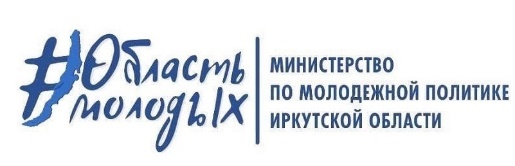 #Область
молодых
МИНИСТЕРСТВО
ПО МОЛОДЕЖНОЙ ПОЛИТИКЕ
ИРКУТСКОЙ ОБЛАСТИ